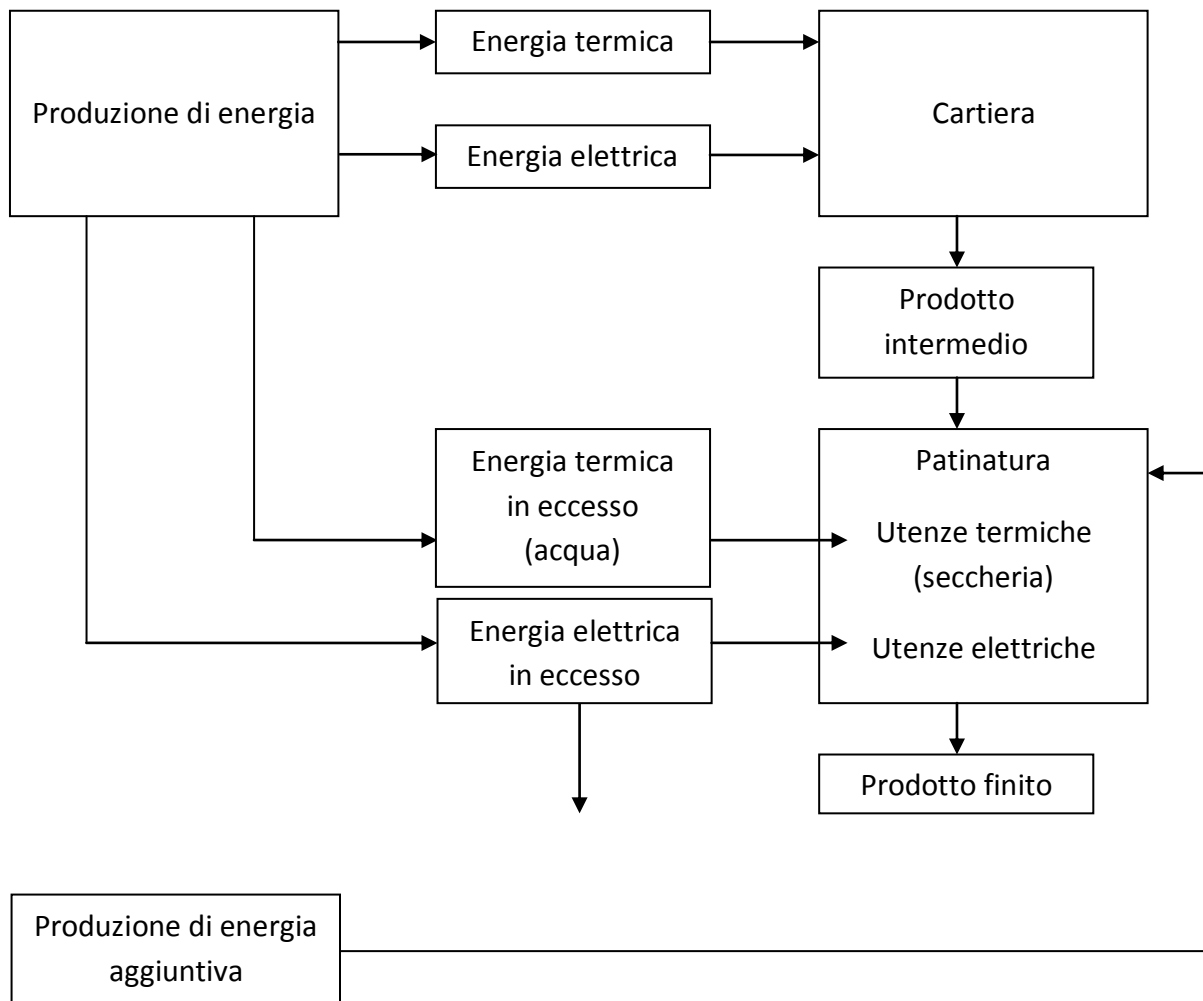 Energia termica
Produzione di energia
Cartiera
Energia elettrica
Prodotto
intermedio
Energia termica
in eccesso
(acqua)
Patinatura
Utenze termiche
(seccheria)
Energia elettrica
in eccesso
Utenze elettriche
Prodotto finito
Produzione di energia
aggiuntiva